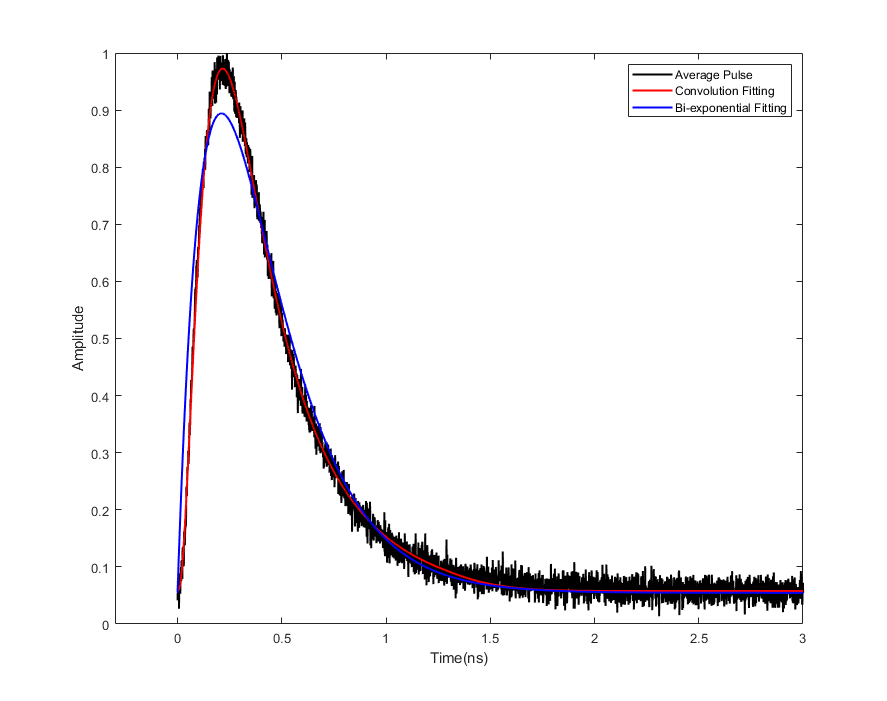 Average Pulse
Convolution Fitting
Bi-exponential Fitting
1
0.9
0.8
0.7
0.6
0.5
0.4
0.3
0.2
0.1
0
Amplitude
0 0.5 1 1.5 2 2.5 3
Time(ns)